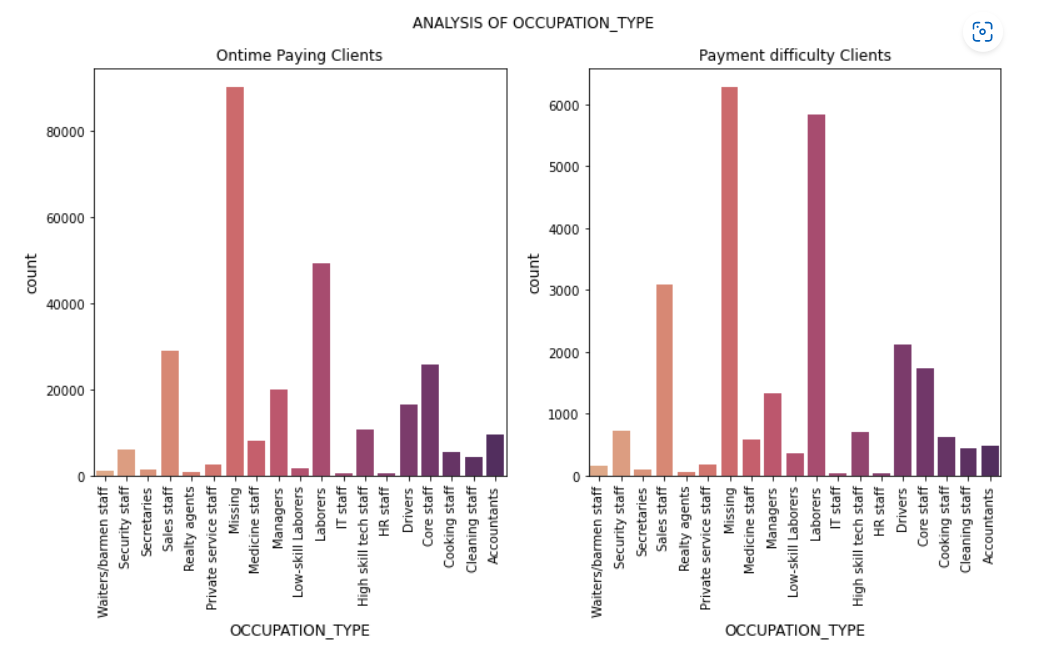 ANALYSIS OF OCCUPATION_TYPE
Ontime Paying Clients
count
80000
60000
40000
20000
0
Waiters/barmen staff
Security staff
Secretaries
Sales staff
Realty agents
Private service staff
Missing
Medicine staff
Managers
Low-skill Laborers
Laborers
IT staff
High skill tech staff
HR staff
Drivers
Core staff
Cooking staff
Cleaning staff
Accountants
OCCUPATION_TYPE
Payment difficulty Clients
count
6000
5000
4000
3000
2000
1000
0
Waiters/barmen staff
Security staff
Secretaries
Sales staff
Realty agents
Private service staff
Missing
Medicine staff
Managers
Low-skill Laborers
Laborers
IT staff
High skill tech staff
HR staff
Drivers
Core staff
Cooking staff
Cleaning staff
Accountants
OCCUPATION_TYPE